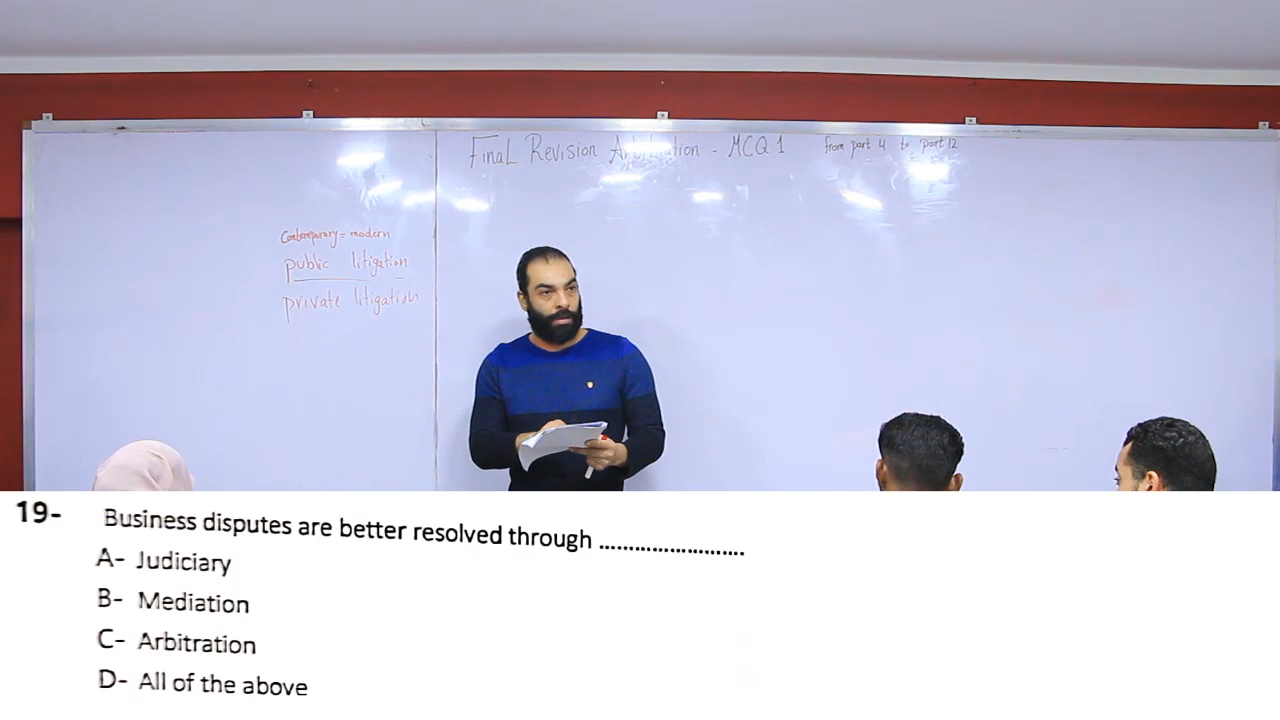 Final Revision Arbitration - MCQ 1 from part 4 to part 12
Contemporary = modern
public litigation
private litigation
19- Business disputes are better resolved through ........................
A- Judiciary
B- Mediation
C- Arbitration
D- All of the above